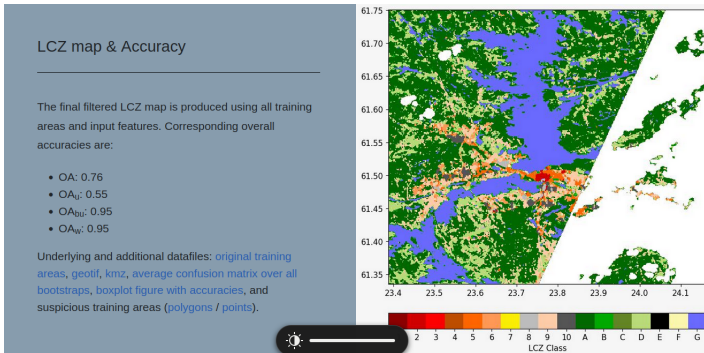 LCZ map & Accuracy
The final filtered LCZ map is produced using all training
areas and input features. Corresponding overall
accuracies are:
• OA: 0.76
• OAu: 0.55
• OAbu: 0.95
• OAw: 0.95
Underlying and additional datafiles: original training
areas, geotif, kmz, average confusion matrix over all
bootstraps, boxplot figure with accuracies, and
suspicious training areas (polygons / points).
61.75
61.70
61.65
61.60
61.55
61.50
61.45
61.40
61.35
23.4 23.5 23.6 23.7 23.8 23.9 24.0 24.1
2 3 4 5 6 7 8 9 10 A B C D E F G
LCZ Class